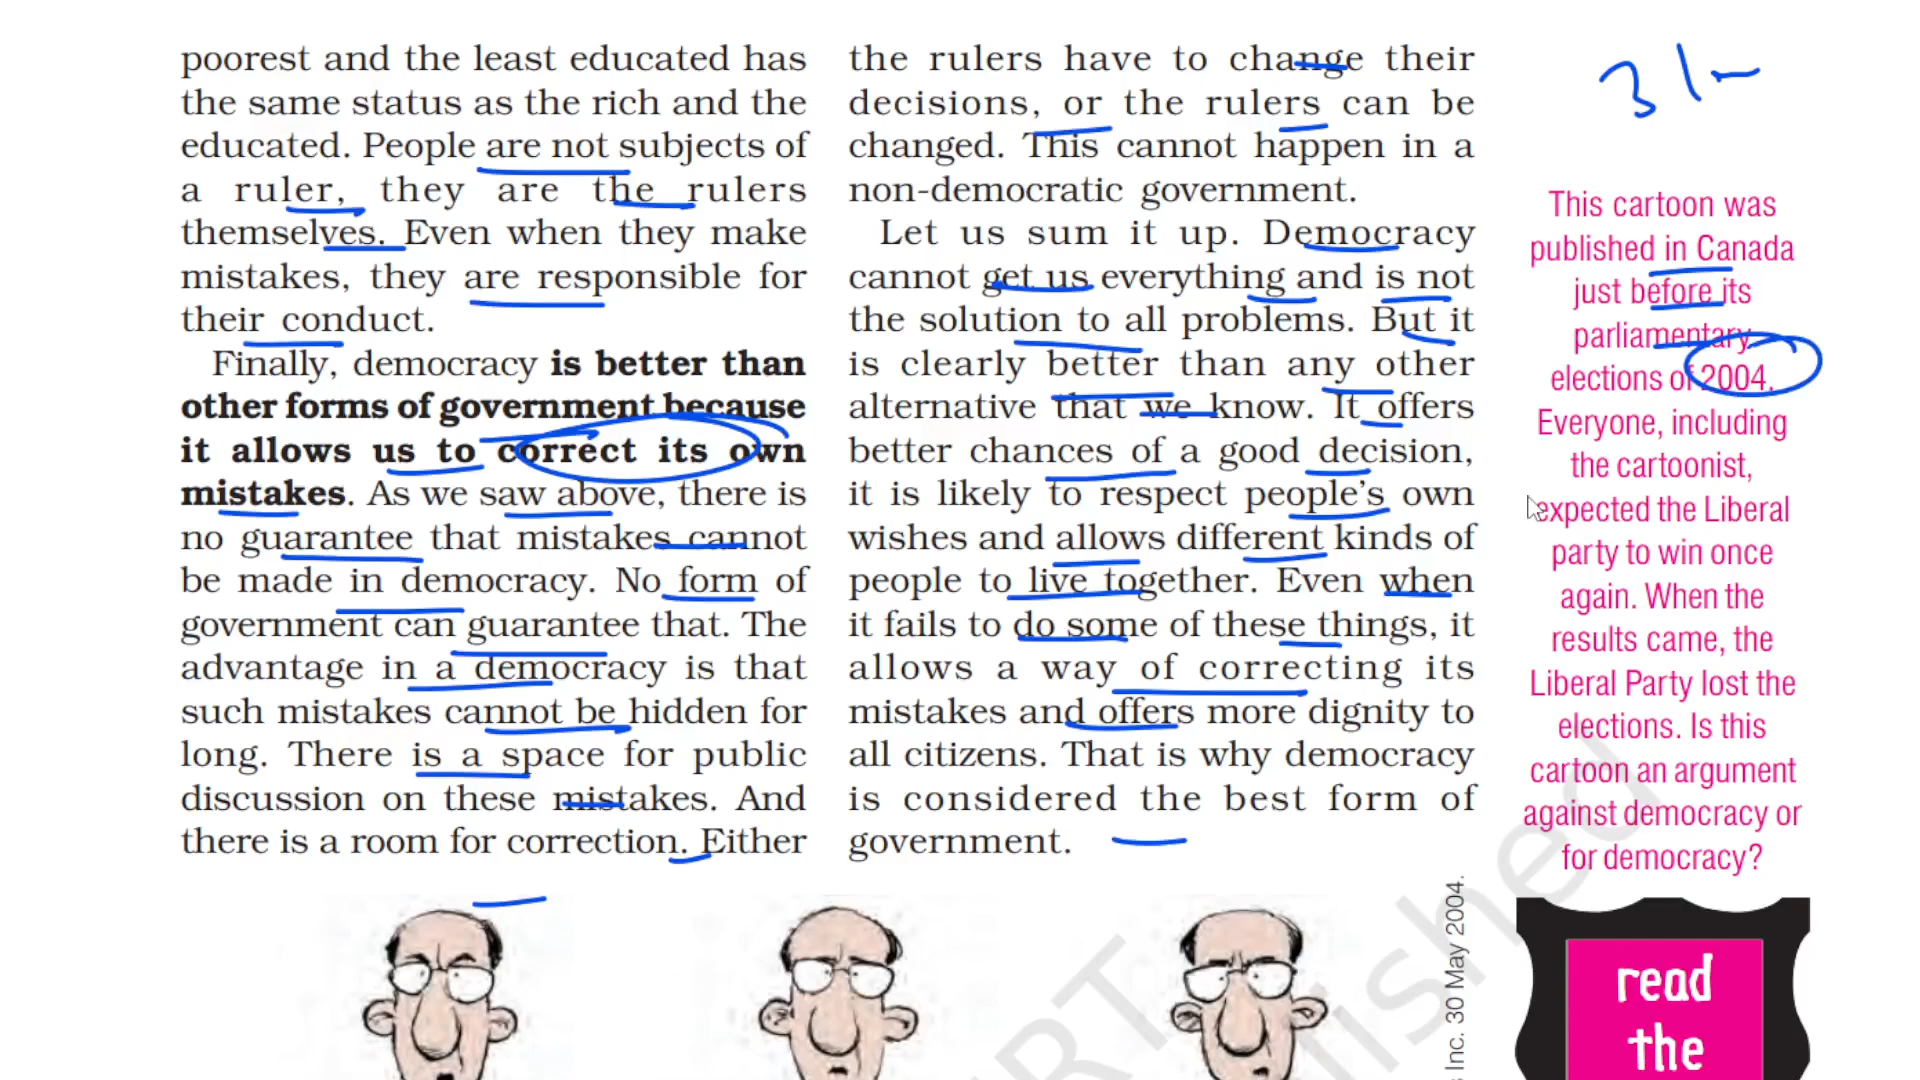 poorest and the least educated has
the same status as the rich and the
educated. People are not subjects of
a ruler, they are the rulers
themselves. Even when they make
mistakes, they are responsible for
their conduct.
Finally, democracy is better than
other forms of government because
it allows us to correct its own
mistakes. As we saw above, there is
no guarantee that mistakes cannot
be made in democracy. No form of
government can guarantee that. The
advantage in a democracy is that
such mistakes cannot be hidden for
long. There is a space for public
discussion on these mistakes. And
there is a room for correction. Either
the rulers have to change their
decisions, or the rulers can be
changed. This cannot happen in a
non-democratic government.
Let us sum it up. Democracy
cannot get us everything and is not
the solution to all problems. But it
is clearly better than any other
alternative that we know. It offers
better chances of a good decision,
it is likely to respect people's own
wishes and allows different kinds of
people to live together. Even when
it fails to do some of these things, it
allows a way of correcting its
mistakes and offers more dignity to
all citizens. That is why democracy
is considered the best form of
government.
This cartoon was
published in Canada
just before its
parliamentary
elections of 2004.
Everyone, including
the cartoonist,
expected the Liberal
party to win once
again. When the
results came, the
Liberal Party lost the
elections. Is this
cartoon an argument
against democracy or
for democracy?
Inc. 30 May 2004.
read
the